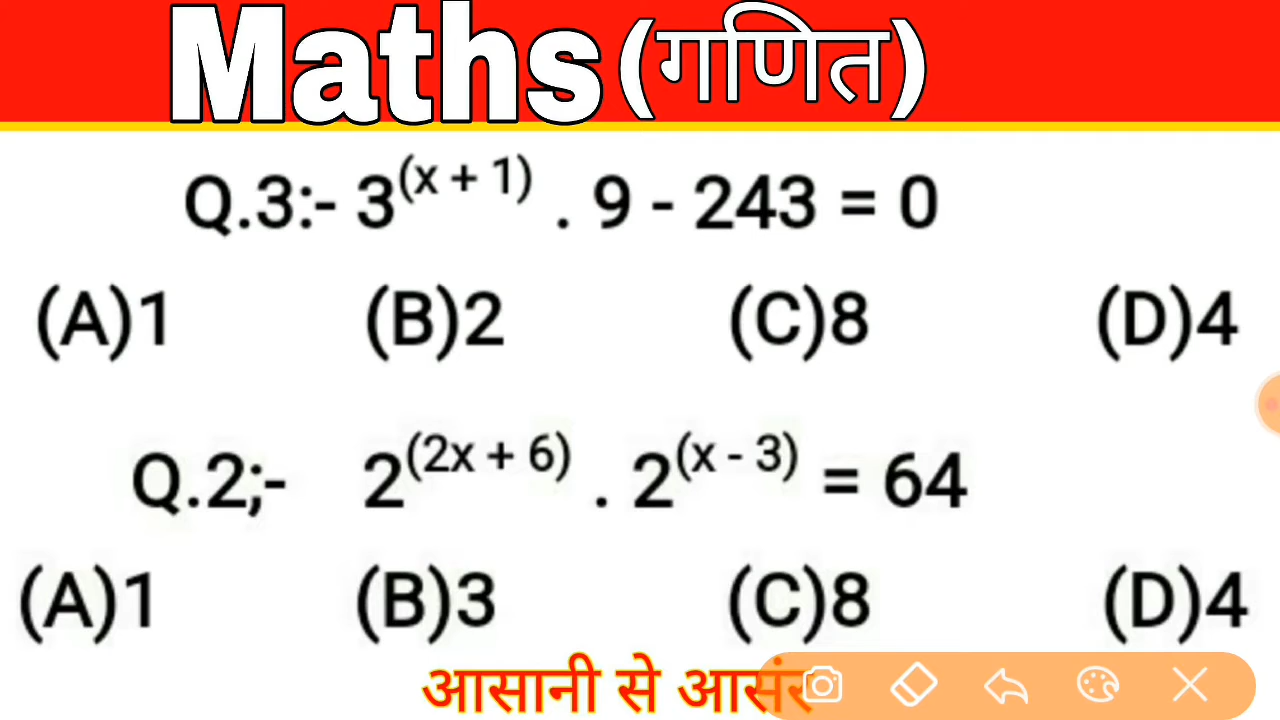 Maths(गणित)
Q.3:- 3^(x + 1) . 9 - 243 = 0
(A)1 (B)2 (C)8 (D)4
Q.2;- 2^(2x + 6) . 2^(x - 3) = 64
(A)1 (B)3 (C)8 (D)4
आसानी से